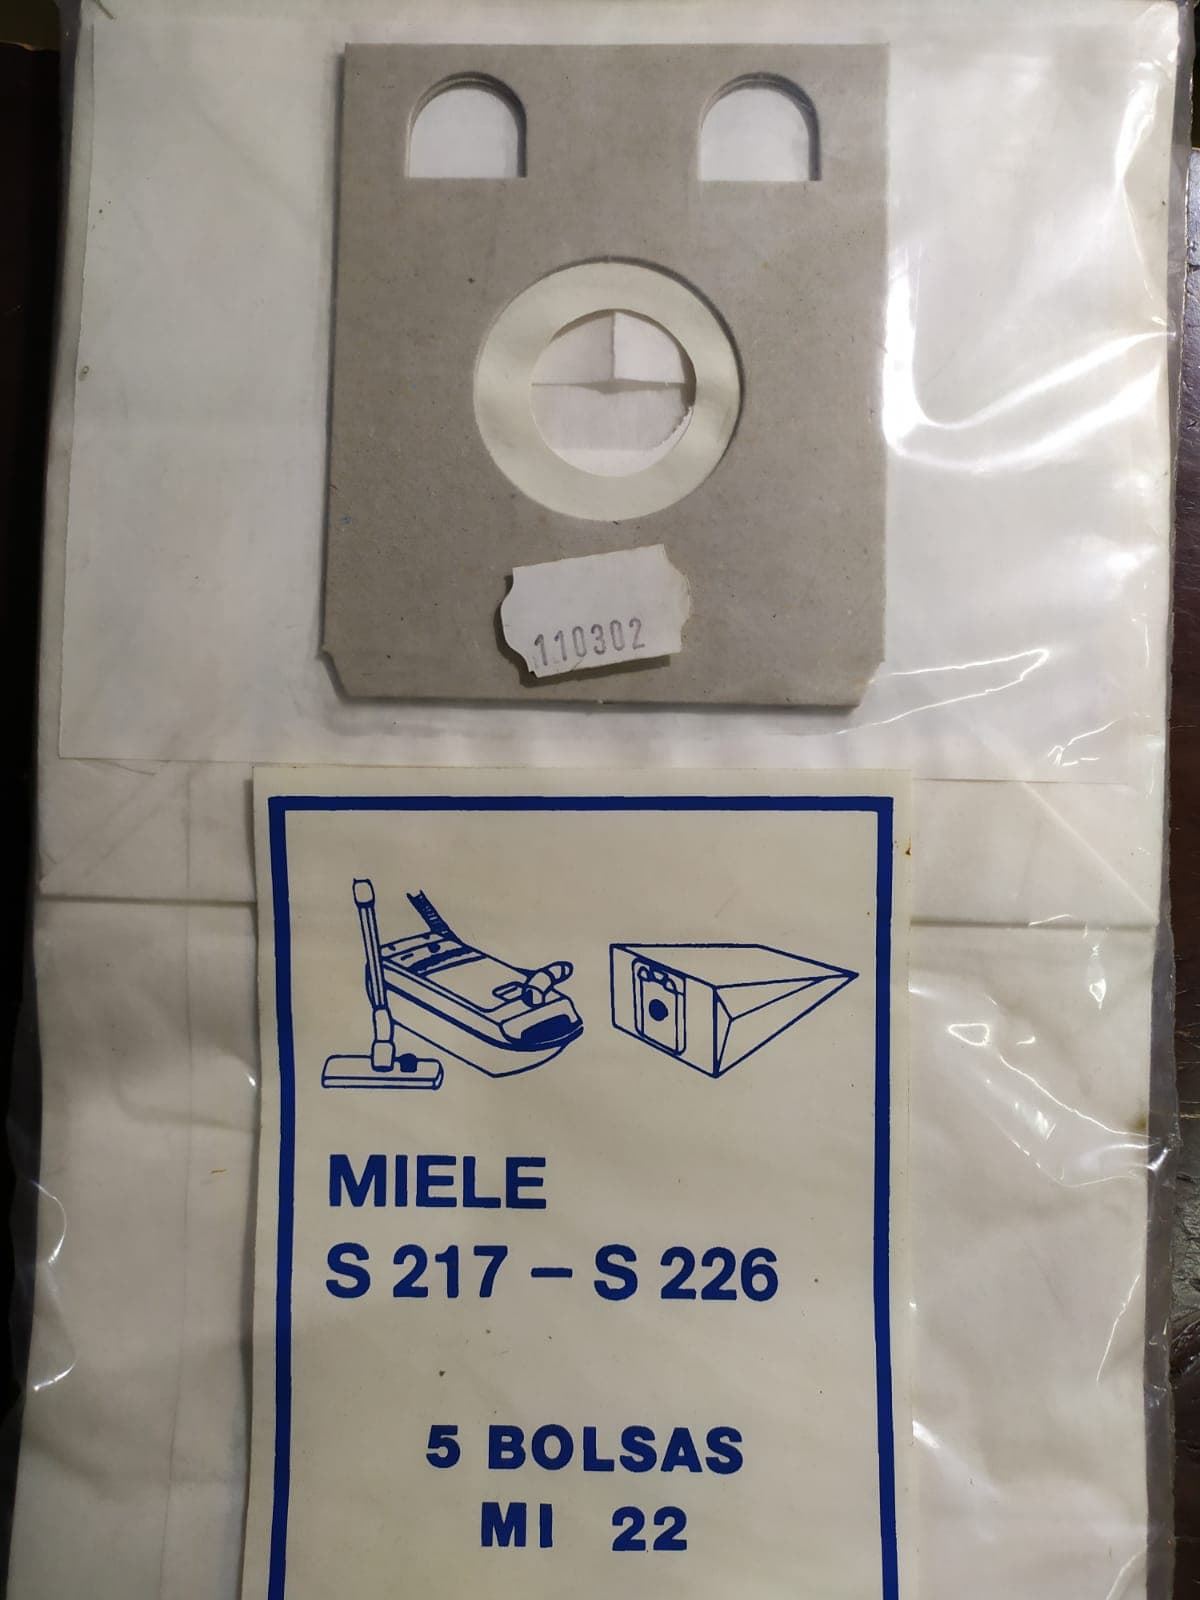 110302
MIELE
S 217 – S 226
5 BOLSAS
MI 22